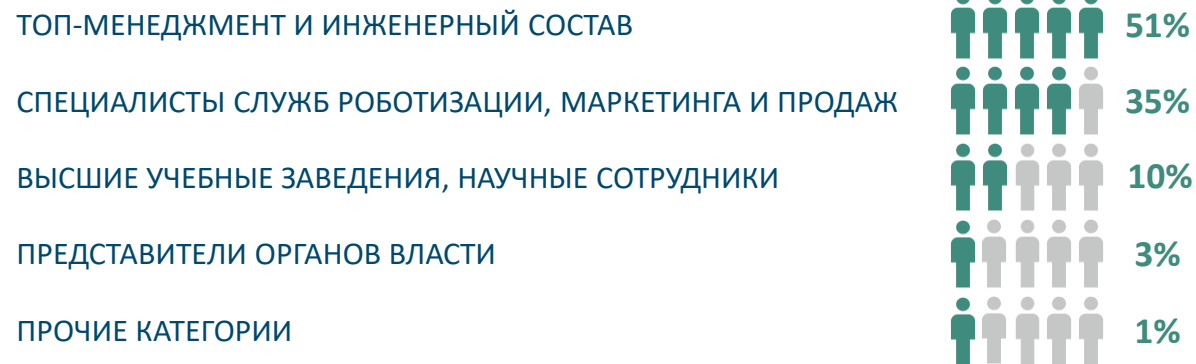 ТОП-МЕНЕДЖМЕНТ И ИНЖЕНЕРНЫЙ СОСТАВ 51%
СПЕЦИАЛИСТЫ СЛУЖБ РОБОТИЗАЦИИ, МАРКЕТИНГА И ПРОДАЖ 35%
ВЫСШИЕ УЧЕБНЫЕ ЗАВЕДЕНИЯ, НАУЧНЫЕ СОТРУДНИКИ 10%
ПРЕДСТАВИТЕЛИ ОРГАНОВ ВЛАСТИ 3%
ПРОЧИЕ КАТЕГОРИИ 1%